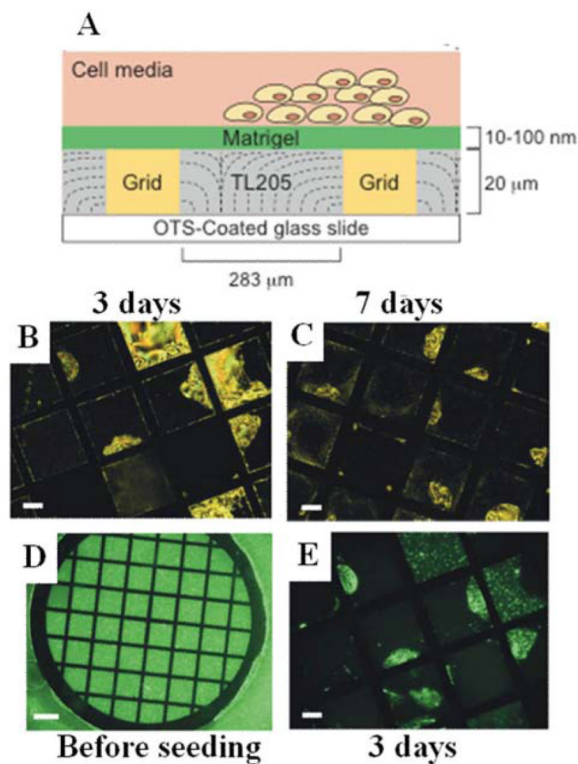 A
Cell media
Matrigel
10-100 nm
Grid
TL205
Grid
20 μm
OTS-Coated glass slide
283 μm
3 days
7 days
B
C
D
E
Before seeding
3 days